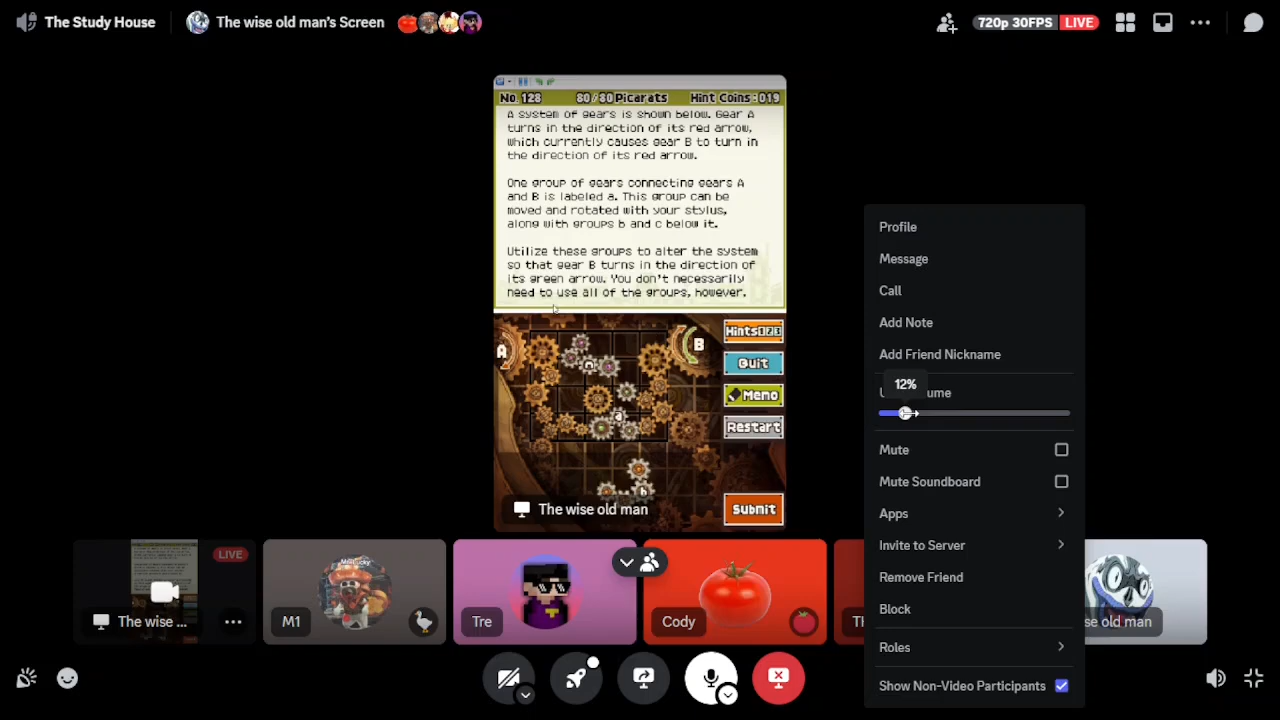 The Study House
The wise old man's Screen
720p 30FPS LIVE
No.128 80/80Picarats Hint Coins:019
A system of gears is shown below. Gear A
turns in the direction of its red arrow,
which currently causes gear B to turn in
the direction of its red arrow.
One group of gears connecting gears A
and B is labeled a. This group can be
moved and rotated with your stylus,
along with groups b and c below it.
Utilize these groups to alter the system
so that gear B turns in the direction of
its green arrow. You don't necessarily
need to use all of the groups, however.
A
B
a
b
Hints123
Quit
Memo
Restart
Submit
The wise old man
Profile
Message
Call
Add Note
Add Friend Nickname
12%
Mute
Mute Soundboard
Apps
Invite to Server
Remove Friend
Block
Roles
Show Non-Video Participants
LIVE
The wise ...
M1
Tre
Cody
Th
se old man